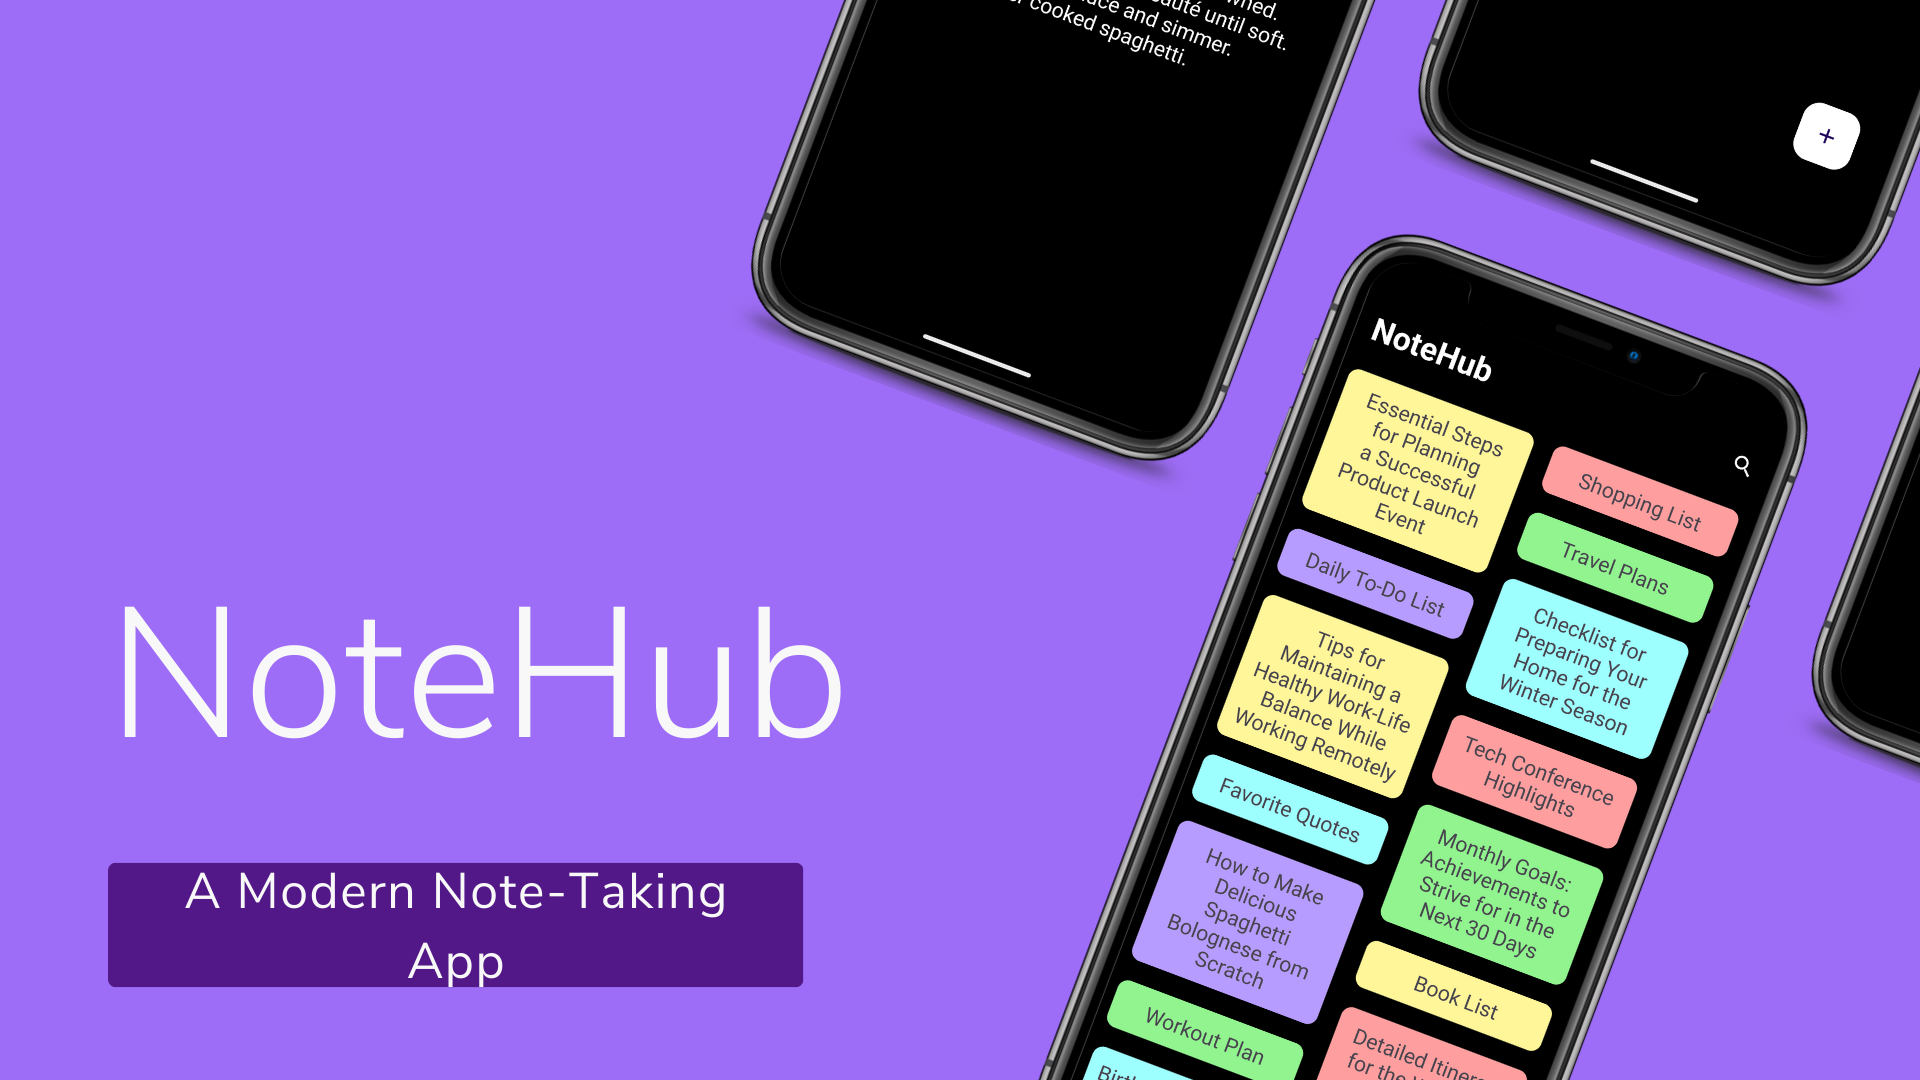 until soft.
and simmer.
cooked spaghetti.
+
NoteHub
Essential Steps
for Planning
a Successful
Product Launch
Event
Shopping List
Travel Plans
Daily To-Do List
Checklist for
Preparing Your
Home for the
Winter Season
Tips for
Maintaining a
Healthy Work-Life
Balance While
Working Remotely
Tech Conference
Highlights
Favorite Quotes
Monthly Goals:
Achievements to
Strive for in the
Next 30 Days
How to Make
Delicious
Spaghetti
Bolognese from
Scratch
Book List
Workout Plan
Detailed
for the
NoteHub
A Modern Note-Taking
App